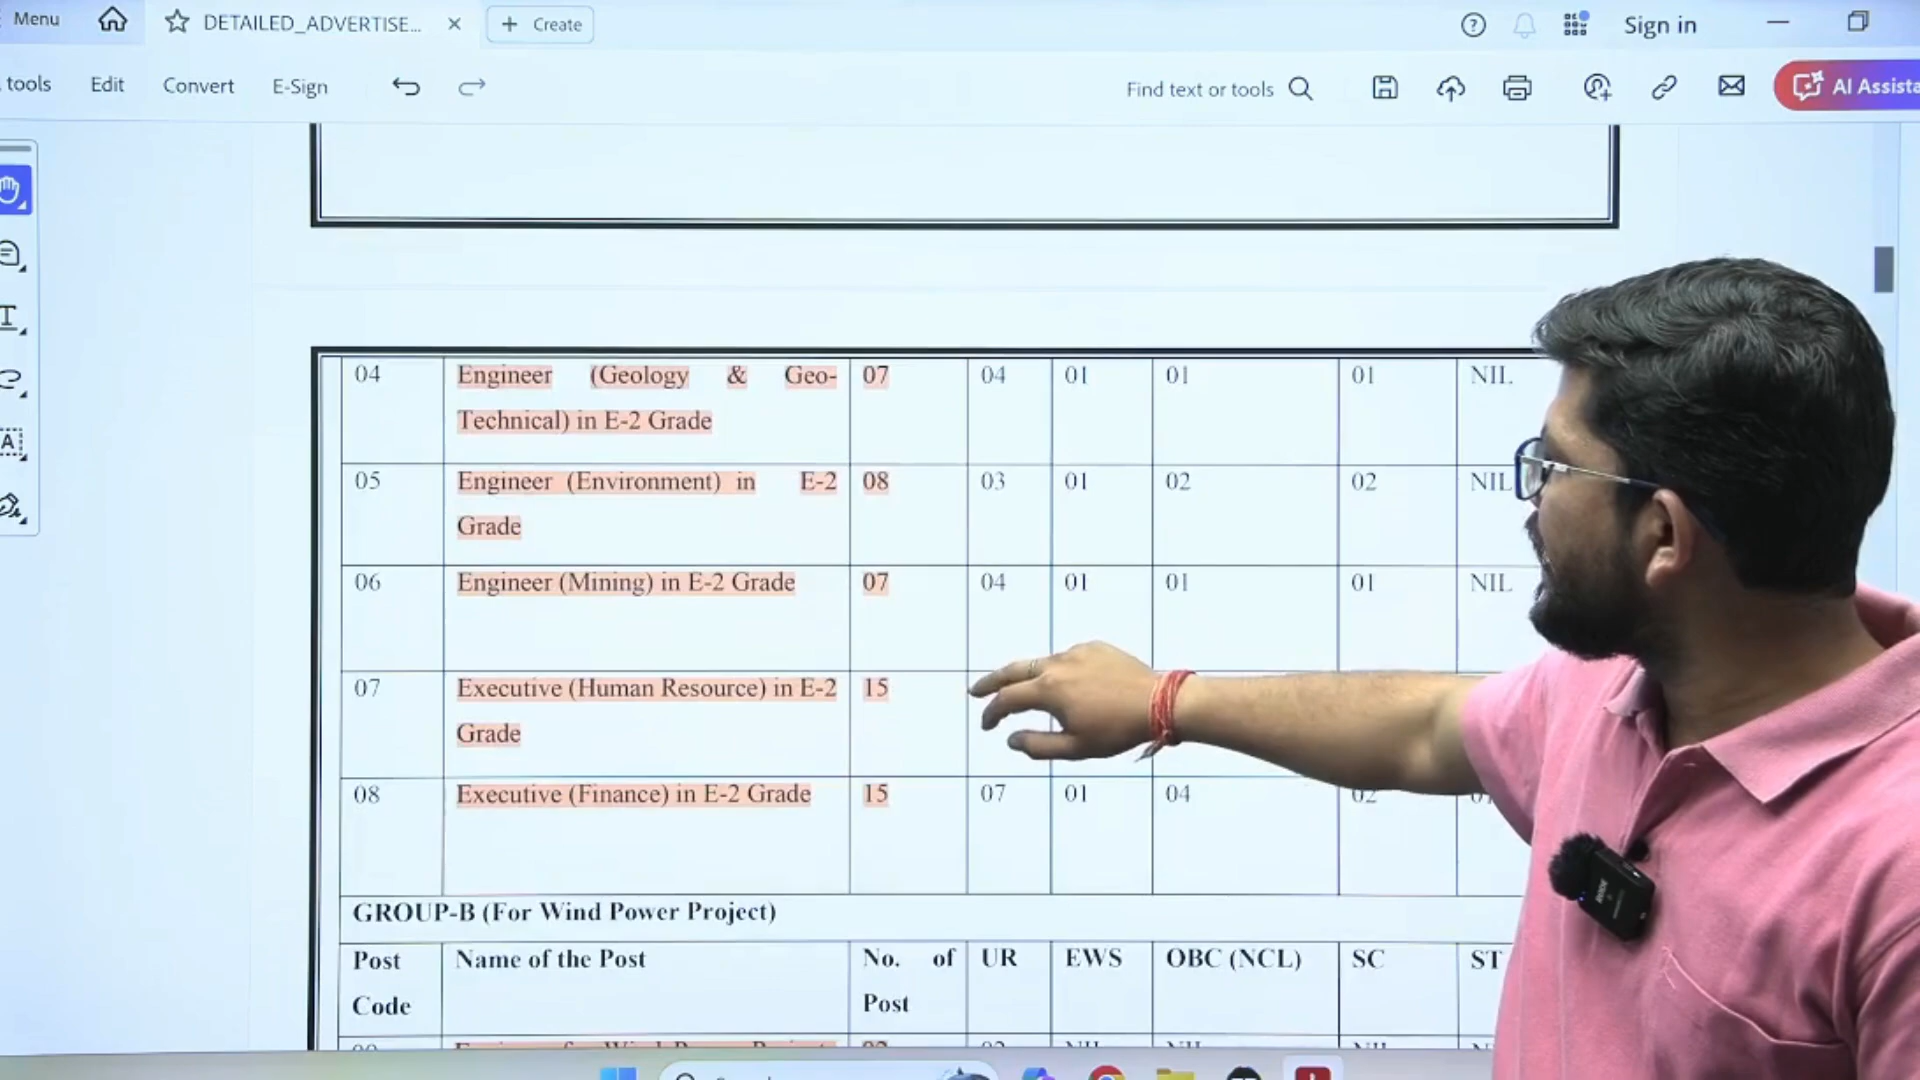 Menu
DETAILED_ADVERTISE...
Create
Sign in
tools
Edit
Convert
E-Sign
Find text or tools
AI Assista
04 Engineer (Geology & Geo- 07 04 01 01 01 NIL
Technical) in E-2 Grade
05 Engineer (Environment) in E-2 08 03 01 02 02 NIL
Grade
06 Engineer (Mining) in E-2 Grade 07 04 01 01 01 NIL
07 Executive (Human Resource) in E-2 15
Grade
08 Executive (Finance) in E-2 Grade 15 07 01 04 02
GROUP-B (For Wind Power Project)
Post Name of the Post No. of UR EWS OBC (NCL) SC ST
Code Post